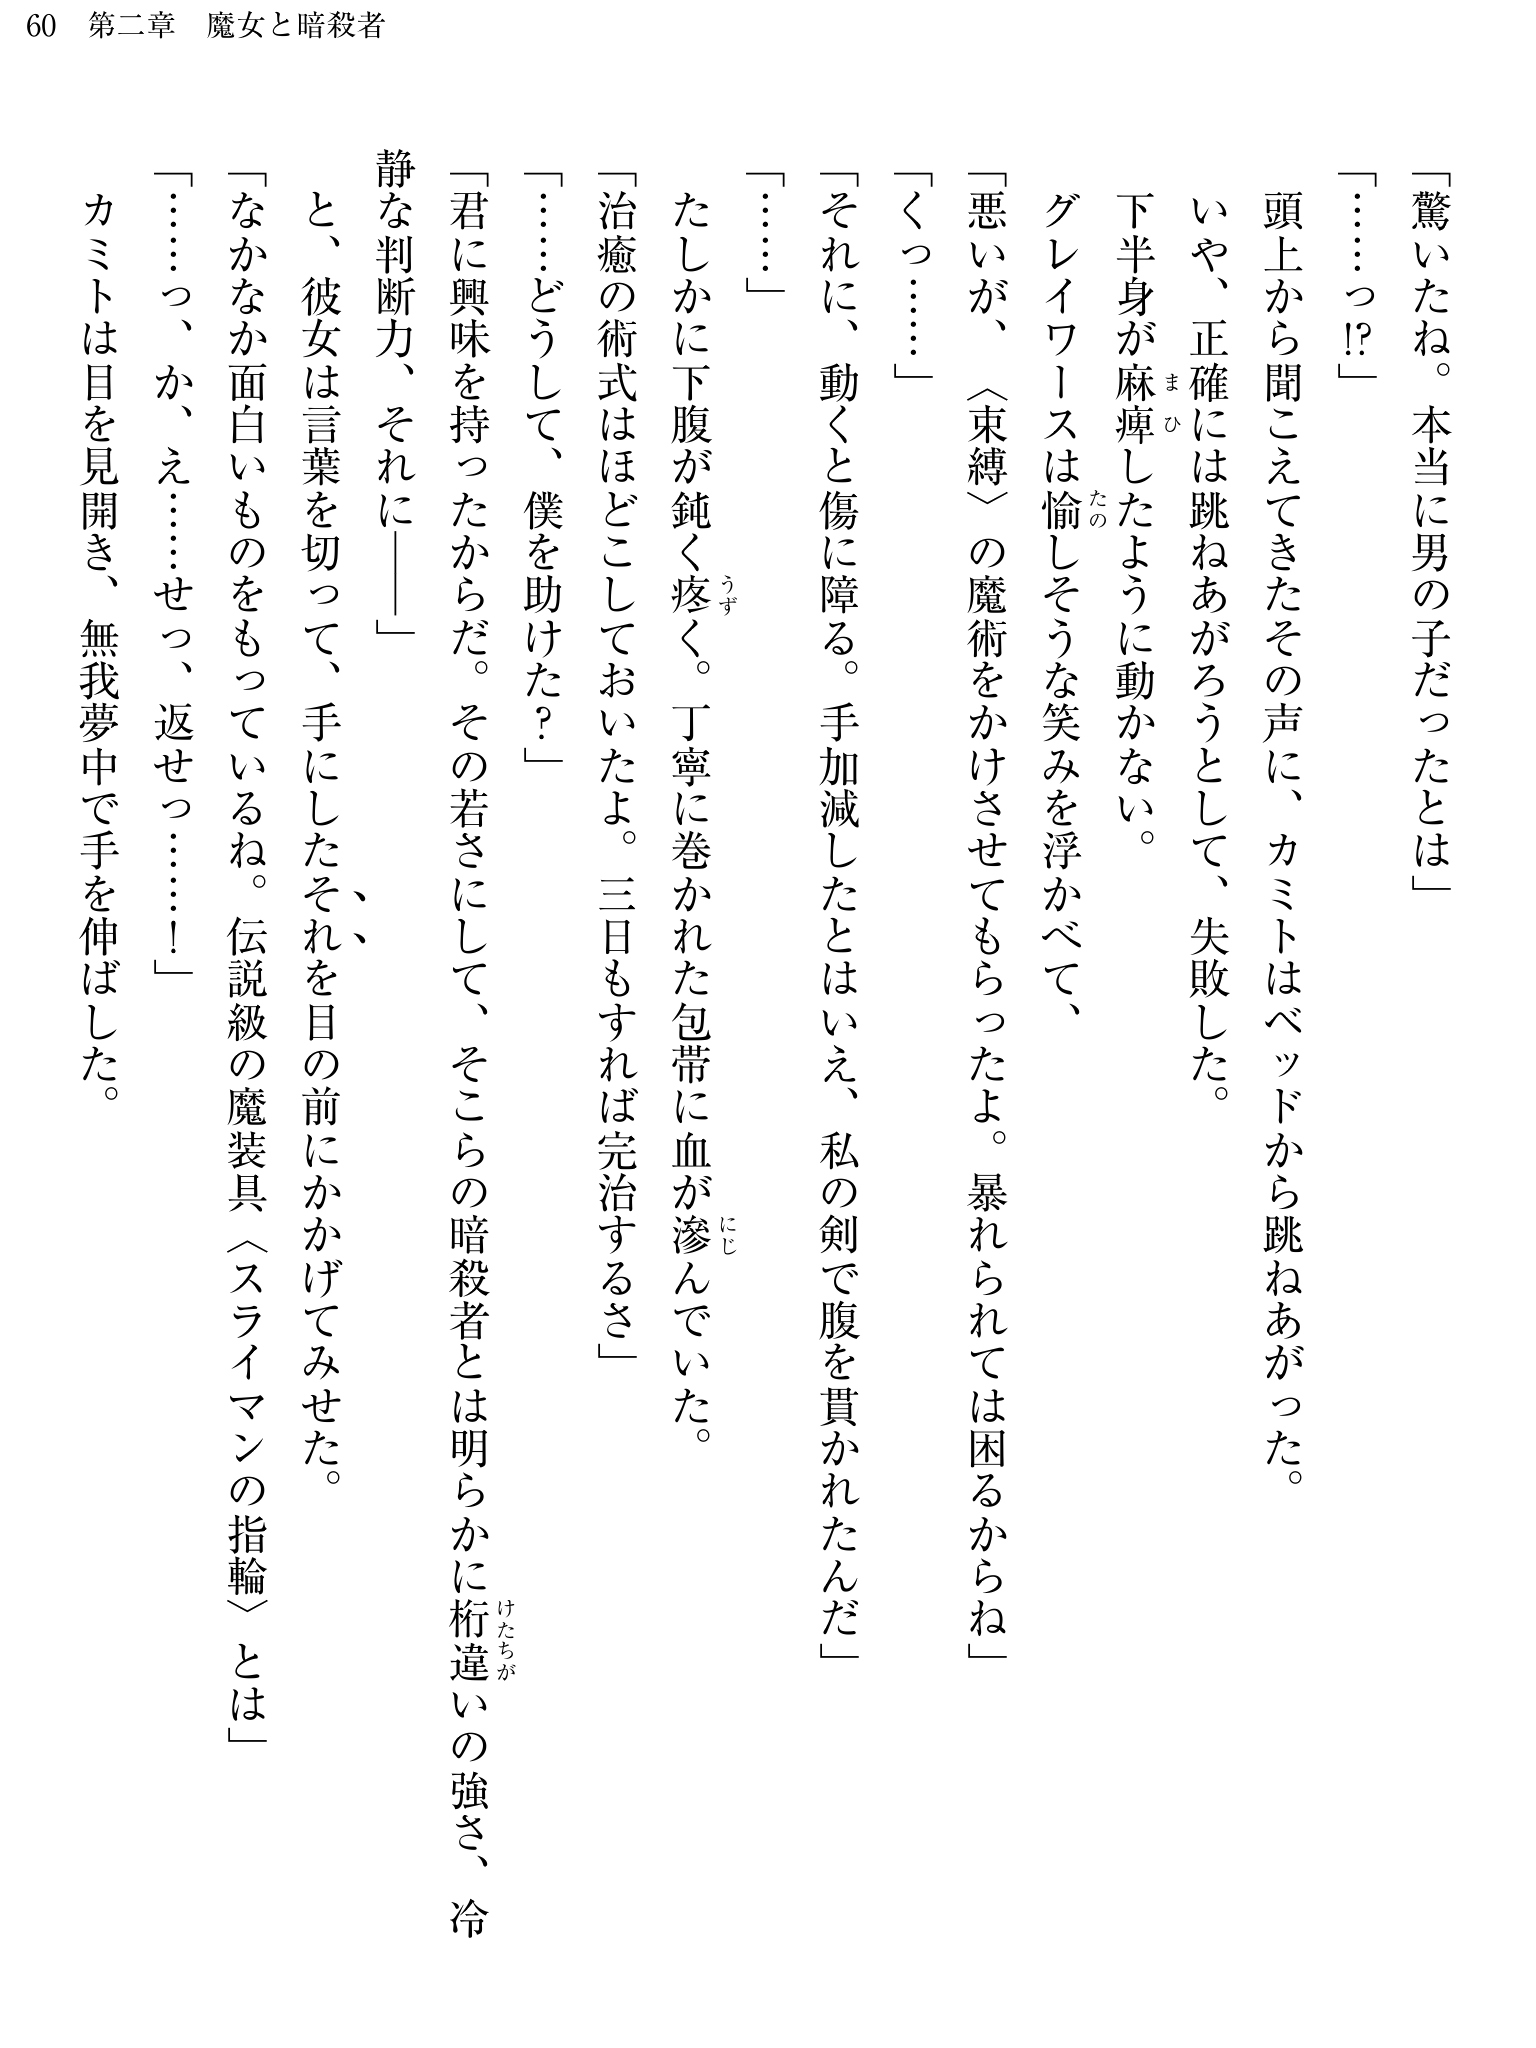 60　第二章　魔女と暗殺者
「驚いたね。本当に男の子だったとは」
「……っ!?」
頭上から聞こえてきたその声に、カミトはベッドから跳ねあがった。
いや、正確には跳ねあがろうとして、失敗した。
下半身が麻痺したように動かない。
まひ
グレイワースは愉しそうな笑みを浮かべて、
たの
「悪いが、〈束縛〉の魔術をかけさせてもらったよ。暴れられては困るからね」
「くっ……」
「それに、動くと傷に障る。手加減したとはいえ、私の剣で腹を貫かれたんだ」
「……」
たしかに下腹が鈍く疼く。丁寧に巻かれた包帯に血が滲んでいた。
うず
にじ
「治癒の術式はほどこしておいたよ。三日もすれば完治するさ」
「……どうして、僕を助けた?」
「君に興味を持ったからだ。その若さにして、そこらの暗殺者とは明らかに桁違いの強さ、冷
けたちが
静な判断力、それに――」
と、彼女は言葉を切って、手にしたそれを目の前にかかげてみせた。
「なかなか面白いものをもっているね。伝説級の魔装具〈スライマンの指輪〉とは」
「……っ、か、え……せっ、返せっ……!」
カミトは目を見開き、無我夢中で手を伸ばした。